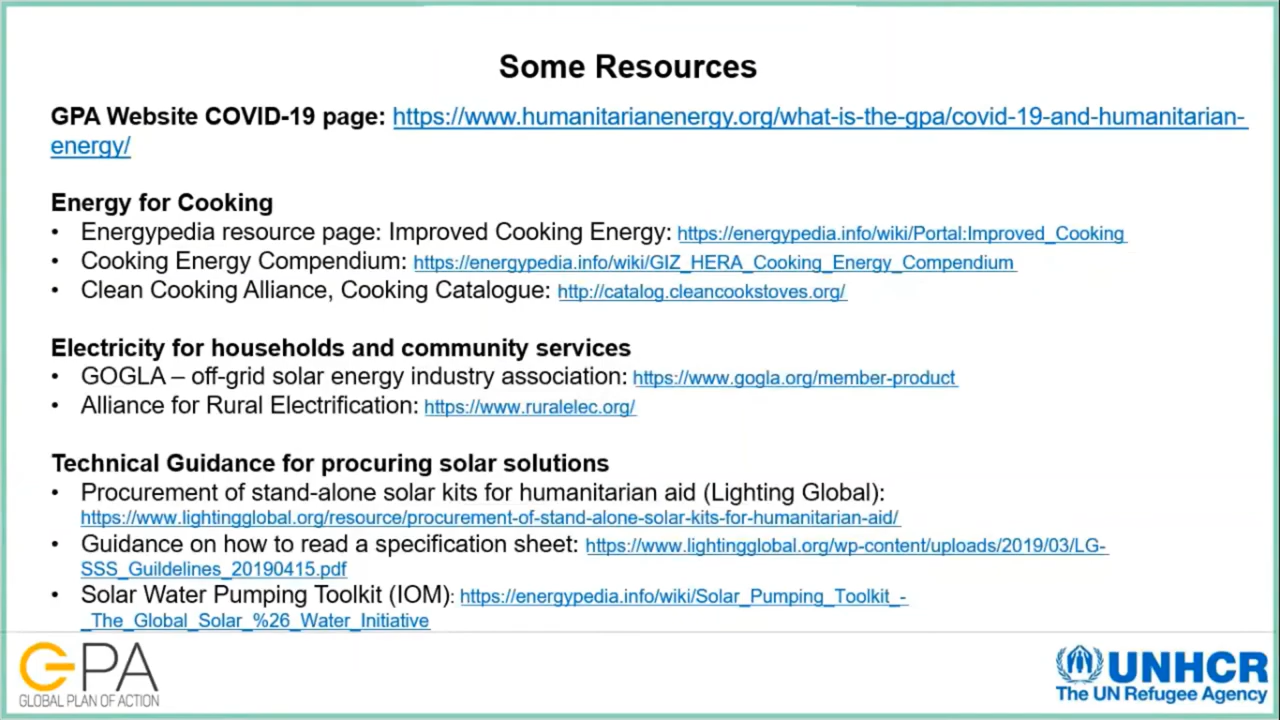 Some Resources
GPA Website COVID-19 page: https://www.humanitarianenergy.org/what-is-the-gpa/covid-19-and-humanitarian-
energy/
Energy for Cooking
• Energypedia resource page: Improved Cooking Energy: https://energypedia.info/wiki/Portal:Improved_Cooking
• Cooking Energy Compendium: https://energypedia.info/wiki/GIZ_HERA_Cooking_Energy_Compendium
• Clean Cooking Alliance, Cooking Catalogue: http://catalog.cleancookstoves.org/
Electricity for households and community services
• GOGLA – off-grid solar energy industry association: https://www.gogla.org/member-product
• Alliance for Rural Electrification: https://www.ruralelec.org/
Technical Guidance for procuring solar solutions
• Procurement of stand-alone solar kits for humanitarian aid (Lighting Global):
https://www.lightingglobal.org/resource/procurement-of-stand-alone-solar-kits-for-humanitarian-aid/
• Guidance on how to read a specification sheet: https://www.lightingglobal.org/wp-content/uploads/2019/03/LG-
SSS_Guildelines_20190415.pdf
• Solar Water Pumping Toolkit (IOM): https://energypedia.info/wiki/Solar_Pumping_Toolkit_-
_The_Global_Solar_%26_Water_Initiative
GPA
GLOBAL PLAN OF ACTION
UNHCR
The UN Refugee Agency